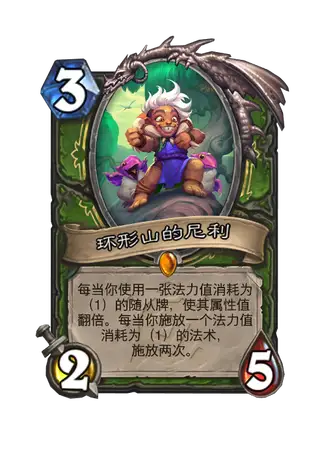 3
环形山的尼利
每当你使用一张法力值消耗为
（1）的随从牌，使其属性值
翻倍。每当你施放一个法力值
消耗为（1）的法术，
施放两次。
2
5